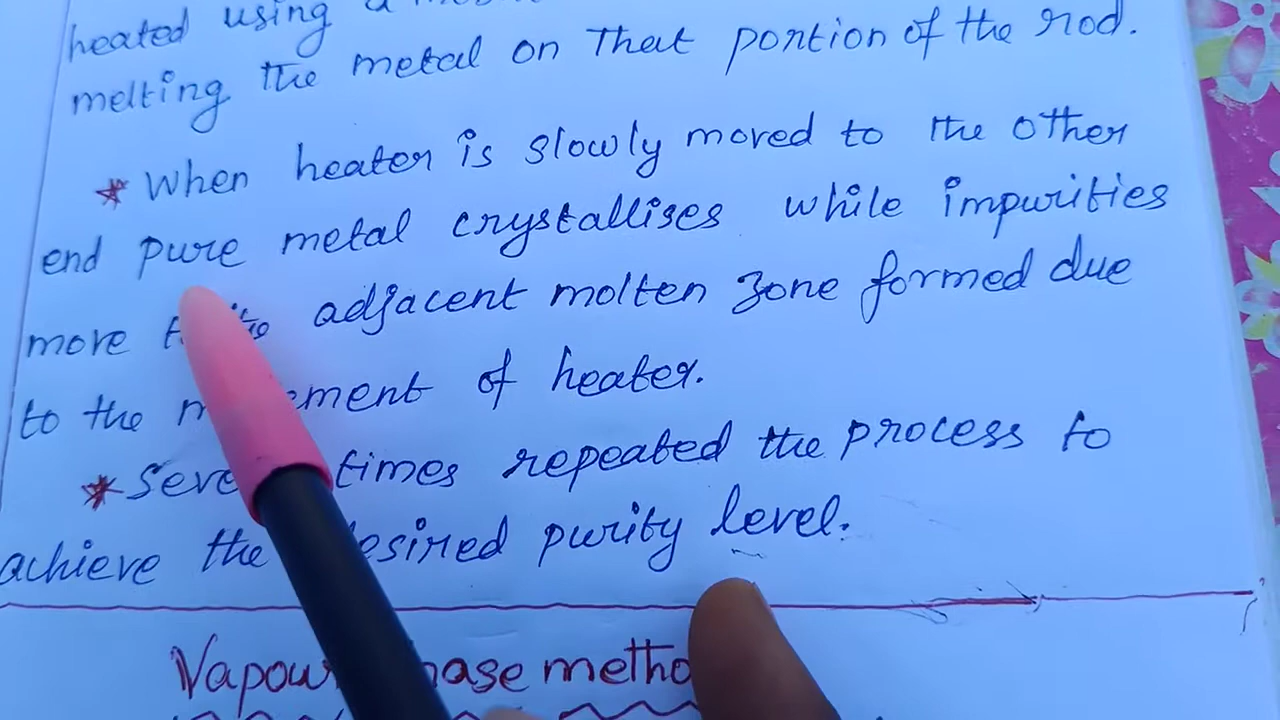 heated using a
melting the metal on That portion of the rod.
* When heater is slowly moved to the other
end pure metal crystallises while impurities
more adjacent molten zone formed due
to the of heater.
* times repeated the process to
achieve the desired purity level.
Vapour